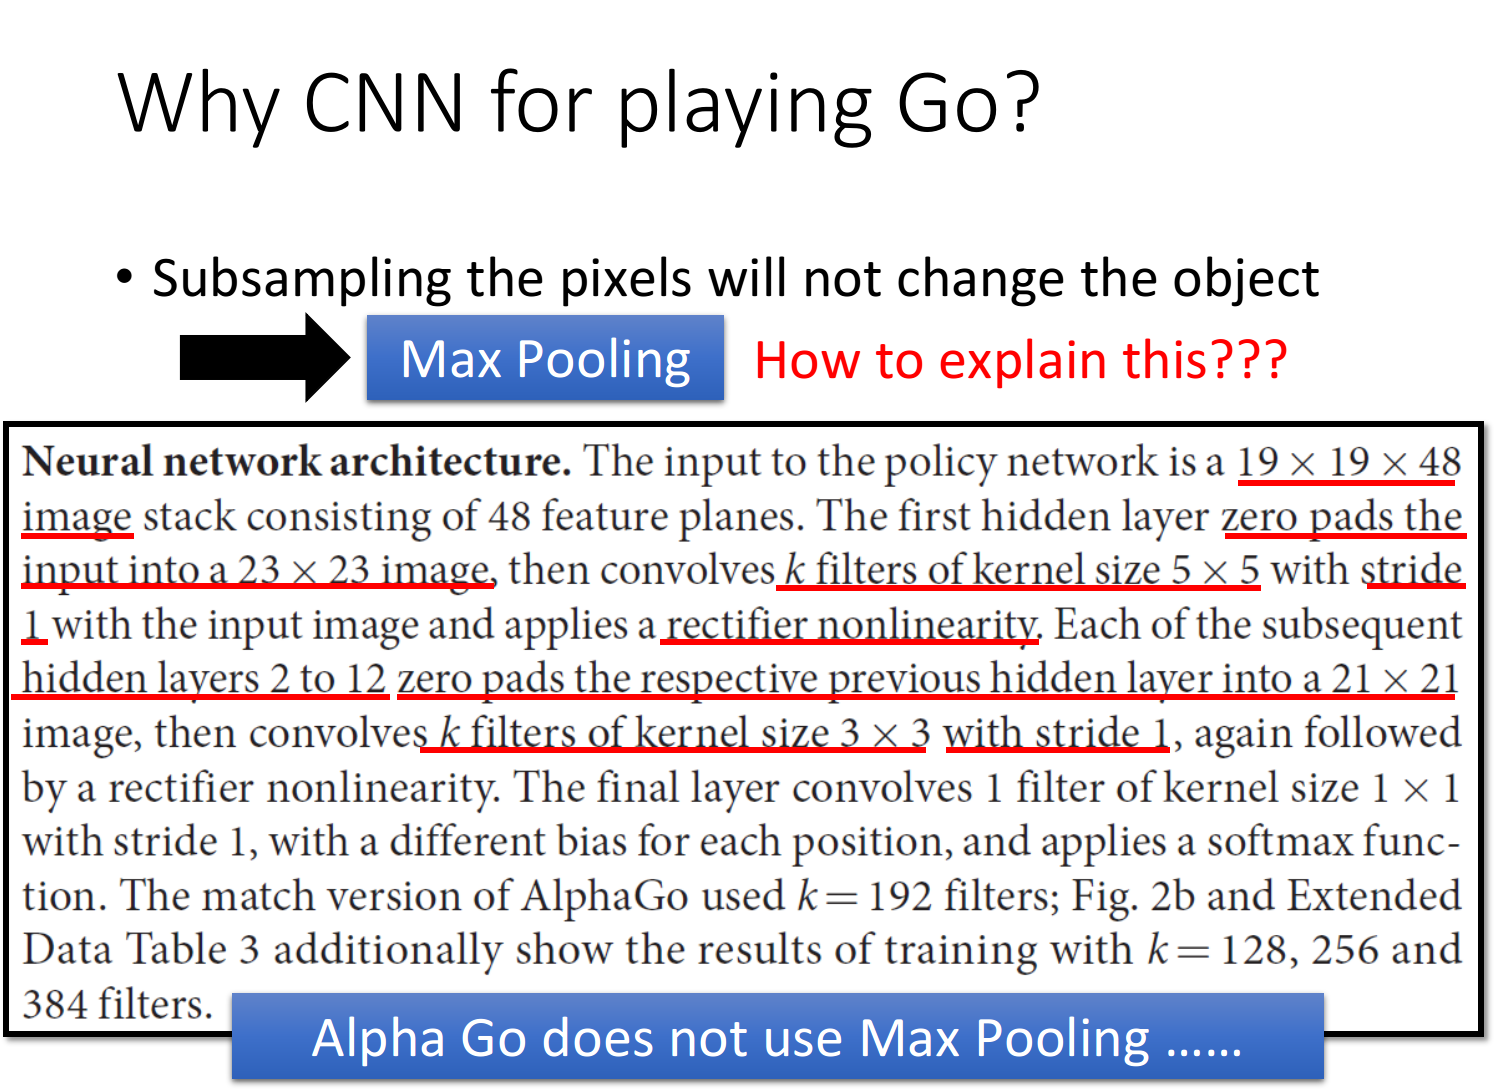 Why CNN for playing Go?
• Subsampling the pixels will not change the object
Max Pooling How to explain this???
Neural network architecture. The input to the policy network is a 19 × 19 × 48
image stack consisting of 48 feature planes. The first hidden layer zero pads the
input into a 23 × 23 image, then convolves k filters of kernel size 5 × 5 with stride
1 with the input image and applies a rectifier nonlinearity. Each of the subsequent
hidden layers 2 to 12 zero pads the respective previous hidden layer into a 21 × 21
image, then convolves k filters of kernel size 3 × 3 with stride 1, again followed
by a rectifier nonlinearity. The final layer convolves 1 filter of kernel size 1 × 1
with stride 1, with a different bias for each position, and applies a softmax func-
tion. The match version of AlphaGo used k = 192 filters; Fig. 2b and Extended
Data Table 3 additionally show the results of training with k = 128, 256 and
384 filters.
Alpha Go does not use Max Pooling ......